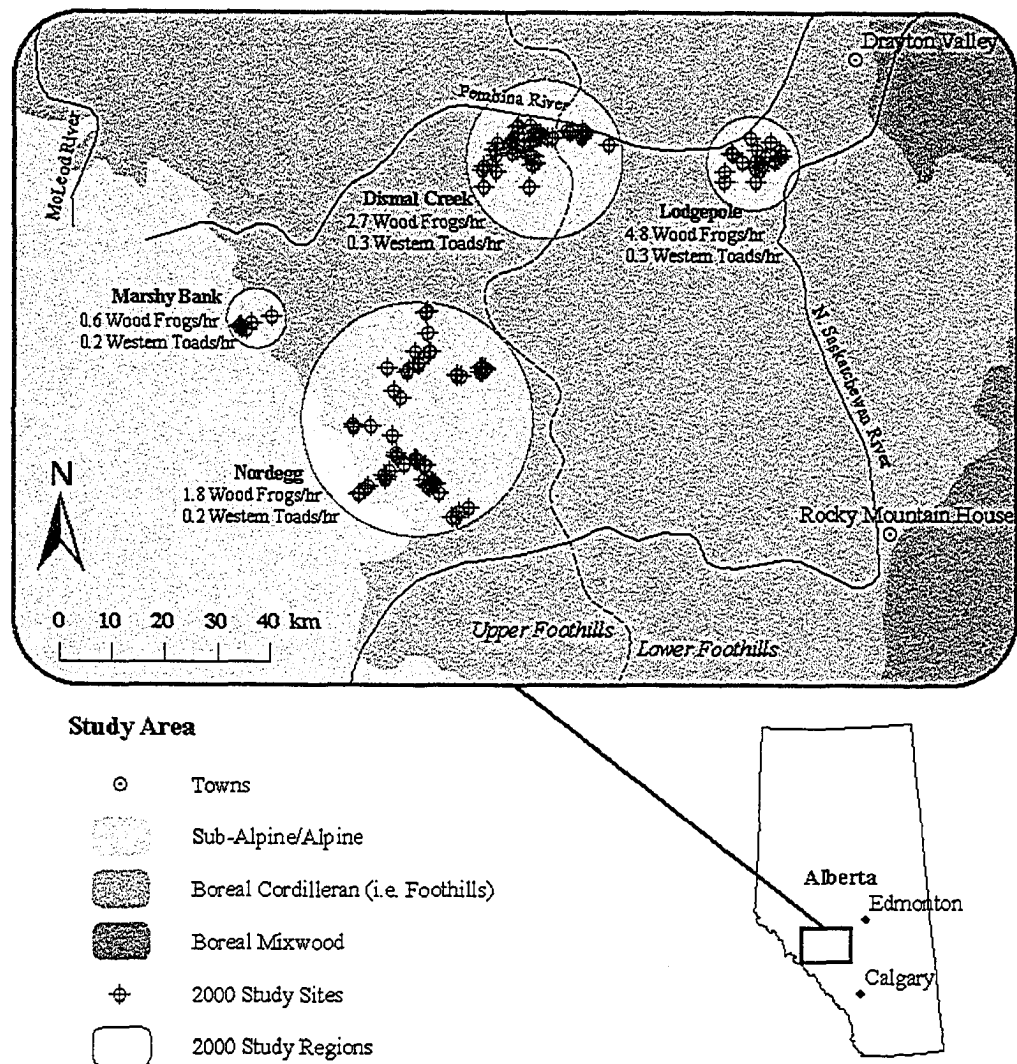 Drayton Valley
Pembina River
McLeod River
Dismal Creek
2.7 Wood Frogs/hr
0.3 Western Toads/hr
Lodgepole
4.8 Wood Frogs/hr
0.3 Western Toads/hr
Marshy Bank
0.6 Wood Frogs/hr
0.2 Western Toads/hr
N Saskatchewan River
Nordegg
1.8 Wood Frogs/hr
0.2 Western Toads/hr
N
Rocky Mountain House
0 10 20 30 40 km
Upper Foothills
Lower Foothills
Study Area
Towns
Sub-Alpine/Alpine
Boreal Cordilleran (i.e. Foothills)
Boreal Mixwood
2000 Study Sites
2000 Study Regions
Alberta
Edmonton
Calgary